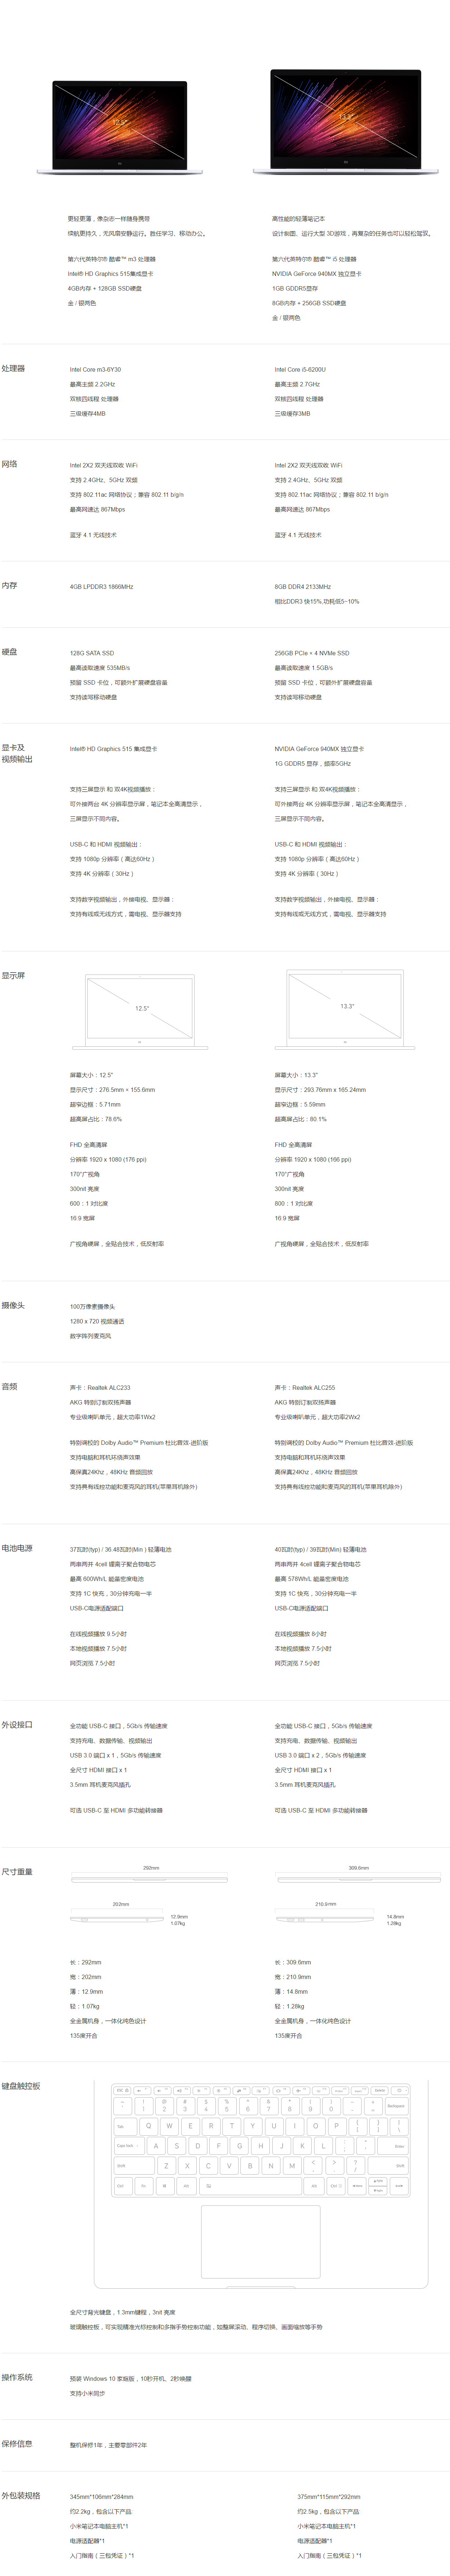 12.5"
13.3"
更轻更薄，像杂志一样随身携带
续航更持久，无风扇安静运行。胜任学习、移动办公。
第六代英特尔® 酷睿™ m3 处理器
Intel® HD Graphics 515集成显卡
4GB内存 + 128GB SSD硬盘
金 / 银两色
高性能的轻薄笔记本
设计制图、运行大型 3D游戏，再复杂的任务也可以轻松驾驭。
第六代英特尔® 酷睿™ i5 处理器
NVIDIA GeForce 940MX 独立显卡
1GB GDDR5显存
8GB内存 + 256GB SSD硬盘
金 / 银两色
处理器
Intel Core m3-6Y30
最高主频 2.2GHz
双核四线程 处理器
三级缓存4MB
Intel Core i5-6200U
最高主频 2.7GHz
双核四线程 处理器
三级缓存3MB
网络
Intel 2X2 双天线双收 WiFi
支持 2.4GHz、5GHz 双频
支持 802.11ac 网络协议；兼容 802.11 b/g/n
最高网速达 867Mbps
蓝牙 4.1 无线技术
Intel 2X2 双天线双收 WiFi
支持 2.4GHz、5GHz 双频
支持 802.11ac 网络协议；兼容 802.11 b/g/n
最高网速达 867Mbps
蓝牙 4.1 无线技术
内存
4GB LPDDR3 1866MHz
8GB DDR4 2133MHz
相比DDR3 快15%,功耗低5~10%
硬盘
128G SATA SSD
最高读取速度 535MB/s
预留 SSD 卡位，可额外扩展硬盘容量
支持读写移动硬盘
256GB PCIe × 4 NVMe SSD
最高读取速度 1.5GB/s
预留 SSD 卡位，可额外扩展硬盘容量
支持读写移动硬盘
显卡及
视频输出
Intel® HD Graphics 515 集成显卡
支持三屏显示 和 双4K视频播放：
可外接两台 4K 分辨率显示屏，笔记本全高清显示，
三屏显示不同内容。
USB-C 和 HDMI 视频输出：
支持 1080p 分辨率 ( 高达60Hz )
支持 4K 分辨率 ( 30Hz )
支持数字视频输出，外接电视、显示器：
支持有线或无线方式，需电视、显示器支持
NVIDIA GeForce 940MX 独立显卡
1G GDDR5 显存，频率5GHz
支持三屏显示 和 双4K视频播放：
可外接两台 4K 分辨率显示屏，笔记本全高清显示，
三屏显示不同内容。
USB-C 和 HDMI 视频输出：
支持 1080p 分辨率 ( 高达60Hz )
支持 4K 分辨率 ( 30Hz )
支持数字视频输出，外接电视、显示器：
支持有线或无线方式，需电视、显示器支持
显示屏
12.5"
13.3"
屏幕大小：12.5"
显示尺寸：276.5mm × 155.6mm
超窄边框：5.71mm
超高屏占比：78.6%
FHD 全高清屏
分辨率 1920 x 1080 (176 ppi)
170°广视角
300nit 亮度
600：1 对比度
16:9 宽屏
广视角硬屏，全贴合技术，低反射率
屏幕大小：13.3"
显示尺寸：293.76mm x 165.24mm
超窄边框：5.59mm
超高屏占比：80.1%
FHD 全高清屏
分辨率 1920 x 1080 (166 ppi)
170°广视角
300nit 亮度
800：1 对比度
16:9 宽屏
广视角硬屏，全贴合技术，低反射率
摄像头
100万像素摄像头
1280 x 720 视频通话
数字阵列麦克风
音频
声卡：Realtek ALC233
AKG 特别订制双扬声器
专业级喇叭单元，超大功率1Wx2
特别调校的 Dolby Audio™ Premium 杜比音效-进阶版
支持电脑和耳机环绕声效果
高保真24Khz，48KHz 音频回放
支持具有线控功能和麦克风的耳机(苹果耳机除外)
声卡：Realtek ALC255
AKG 特别订制双扬声器
专业级喇叭单元，超大功率2Wx2
特别调校的 Dolby Audio™ Premium 杜比音效-进阶版
支持电脑和耳机环绕声效果
高保真24Khz，48KHz 音频回放
支持具有线控功能和麦克风的耳机(苹果耳机除外)
电池电源
37瓦时(typ) / 36.48瓦时(Min ) 轻薄电池
两串两并 4cell 锂离子聚合物电芯
最高 600Wh/L 能量密度电池
支持 1C 快充，30分钟充电一半
USB-C电源适配端口
在线视频播放 9.5小时
本地视频播放 7.5小时
网页浏览 7.5小时
40瓦时(typ) / 39瓦时(Min) 轻薄电池
两串两并 4cell 锂离子聚合物电芯
最高 578Wh/L 能量密度电池
支持 1C 快充，30分钟充电一半
USB-C电源适配端口
在线视频播放 8小时
本地视频播放 7.5小时
网页浏览 7.5小时
外设接口
全功能 USB-C 接口，5Gb/s 传输速度
支持充电、数据传输、视频输出
USB 3.0 端口 x 1，5Gb/s 传输速度
全尺寸 HDMI 接口 x 1
3.5mm 耳机麦克风插孔
可选 USB-C 至 HDMI 多功能转接器
全功能 USB-C 接口，5Gb/s 传输速度
支持充电、数据传输、视频输出
USB 3.0 端口 x 2，5Gb/s 传输速度
全尺寸 HDMI 接口 x 1
3.5mm 耳机麦克风插孔
可选 USB-C 至 HDMI 多功能转接器
尺寸重量
292mm
309.6mm
202mm
12.9mm
1.07kg
210.9mm
14.8mm
1.28kg
长：292mm
宽：202mm
薄：12.9mm
轻：1.07kg
全金属机身，一体化纯色设计
135度开合
长：309.6mm
宽：210.9mm
薄：14.8mm
轻：1.28kg
全金属机身，一体化纯色设计
135度开合
键盘触控板
Q W E R T Y U I O P
A S D F G H J K L
Z X C V B N M
全尺寸背光键盘，1.3mm键程，3nit 亮度
玻璃触控板，可实现精准光标控制和多指手势控制功能，如整屏滚动、程序切换、画面缩放等手势
操作系统
预装 Windows 10 家庭版，10秒开机、2秒唤醒
支持小米同步
保修信息
整机保修1年，主要零部件2年
外包装规格
345mm*106mm*284mm
约2.2kg，包含以下产品
小米笔记本电脑主机*1
电源适配器*1
入门指南（三包凭证）*1
375mm*115mm*292mm
约2.5kg，包含以下产品
小米笔记本电脑主机*1
电源适配器*1
入门指南（三包凭证）*1